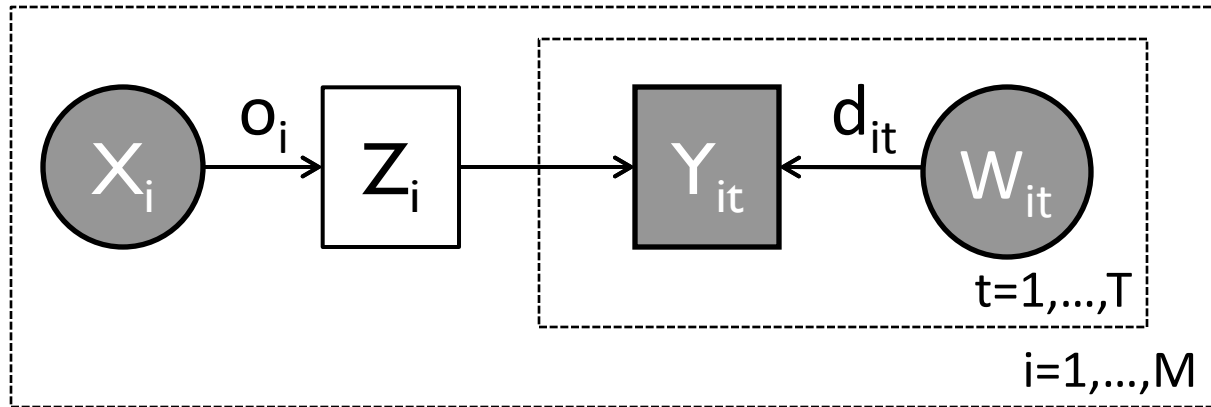 X_i
o_i
Z_i
Y_it
d_it
W_it
t=1,...,T
i=1,...,M